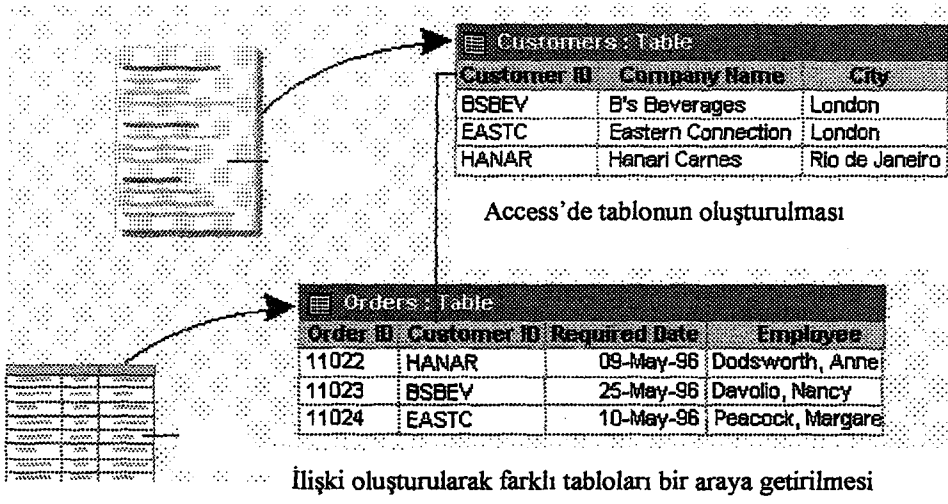 Customers : Table
Customer ID Company Name City
BSBEV B's Beverages London
EASTC Eastern Connection London
HANAR Hanari Carnes Rio de Janeiro
Access'de tablonun oluşturulması
Orders : Table
Order ID Customer ID Required Date Employee
11022 HANAR 09-May-96 Dodsworth, Anne
11023 BSBEV 25-May-96 Davolio, Nancy
11024 EASTC 10-May-96 Peacock, Margare
İlişki oluşturularak farklı tabloları bir araya getirilmesi